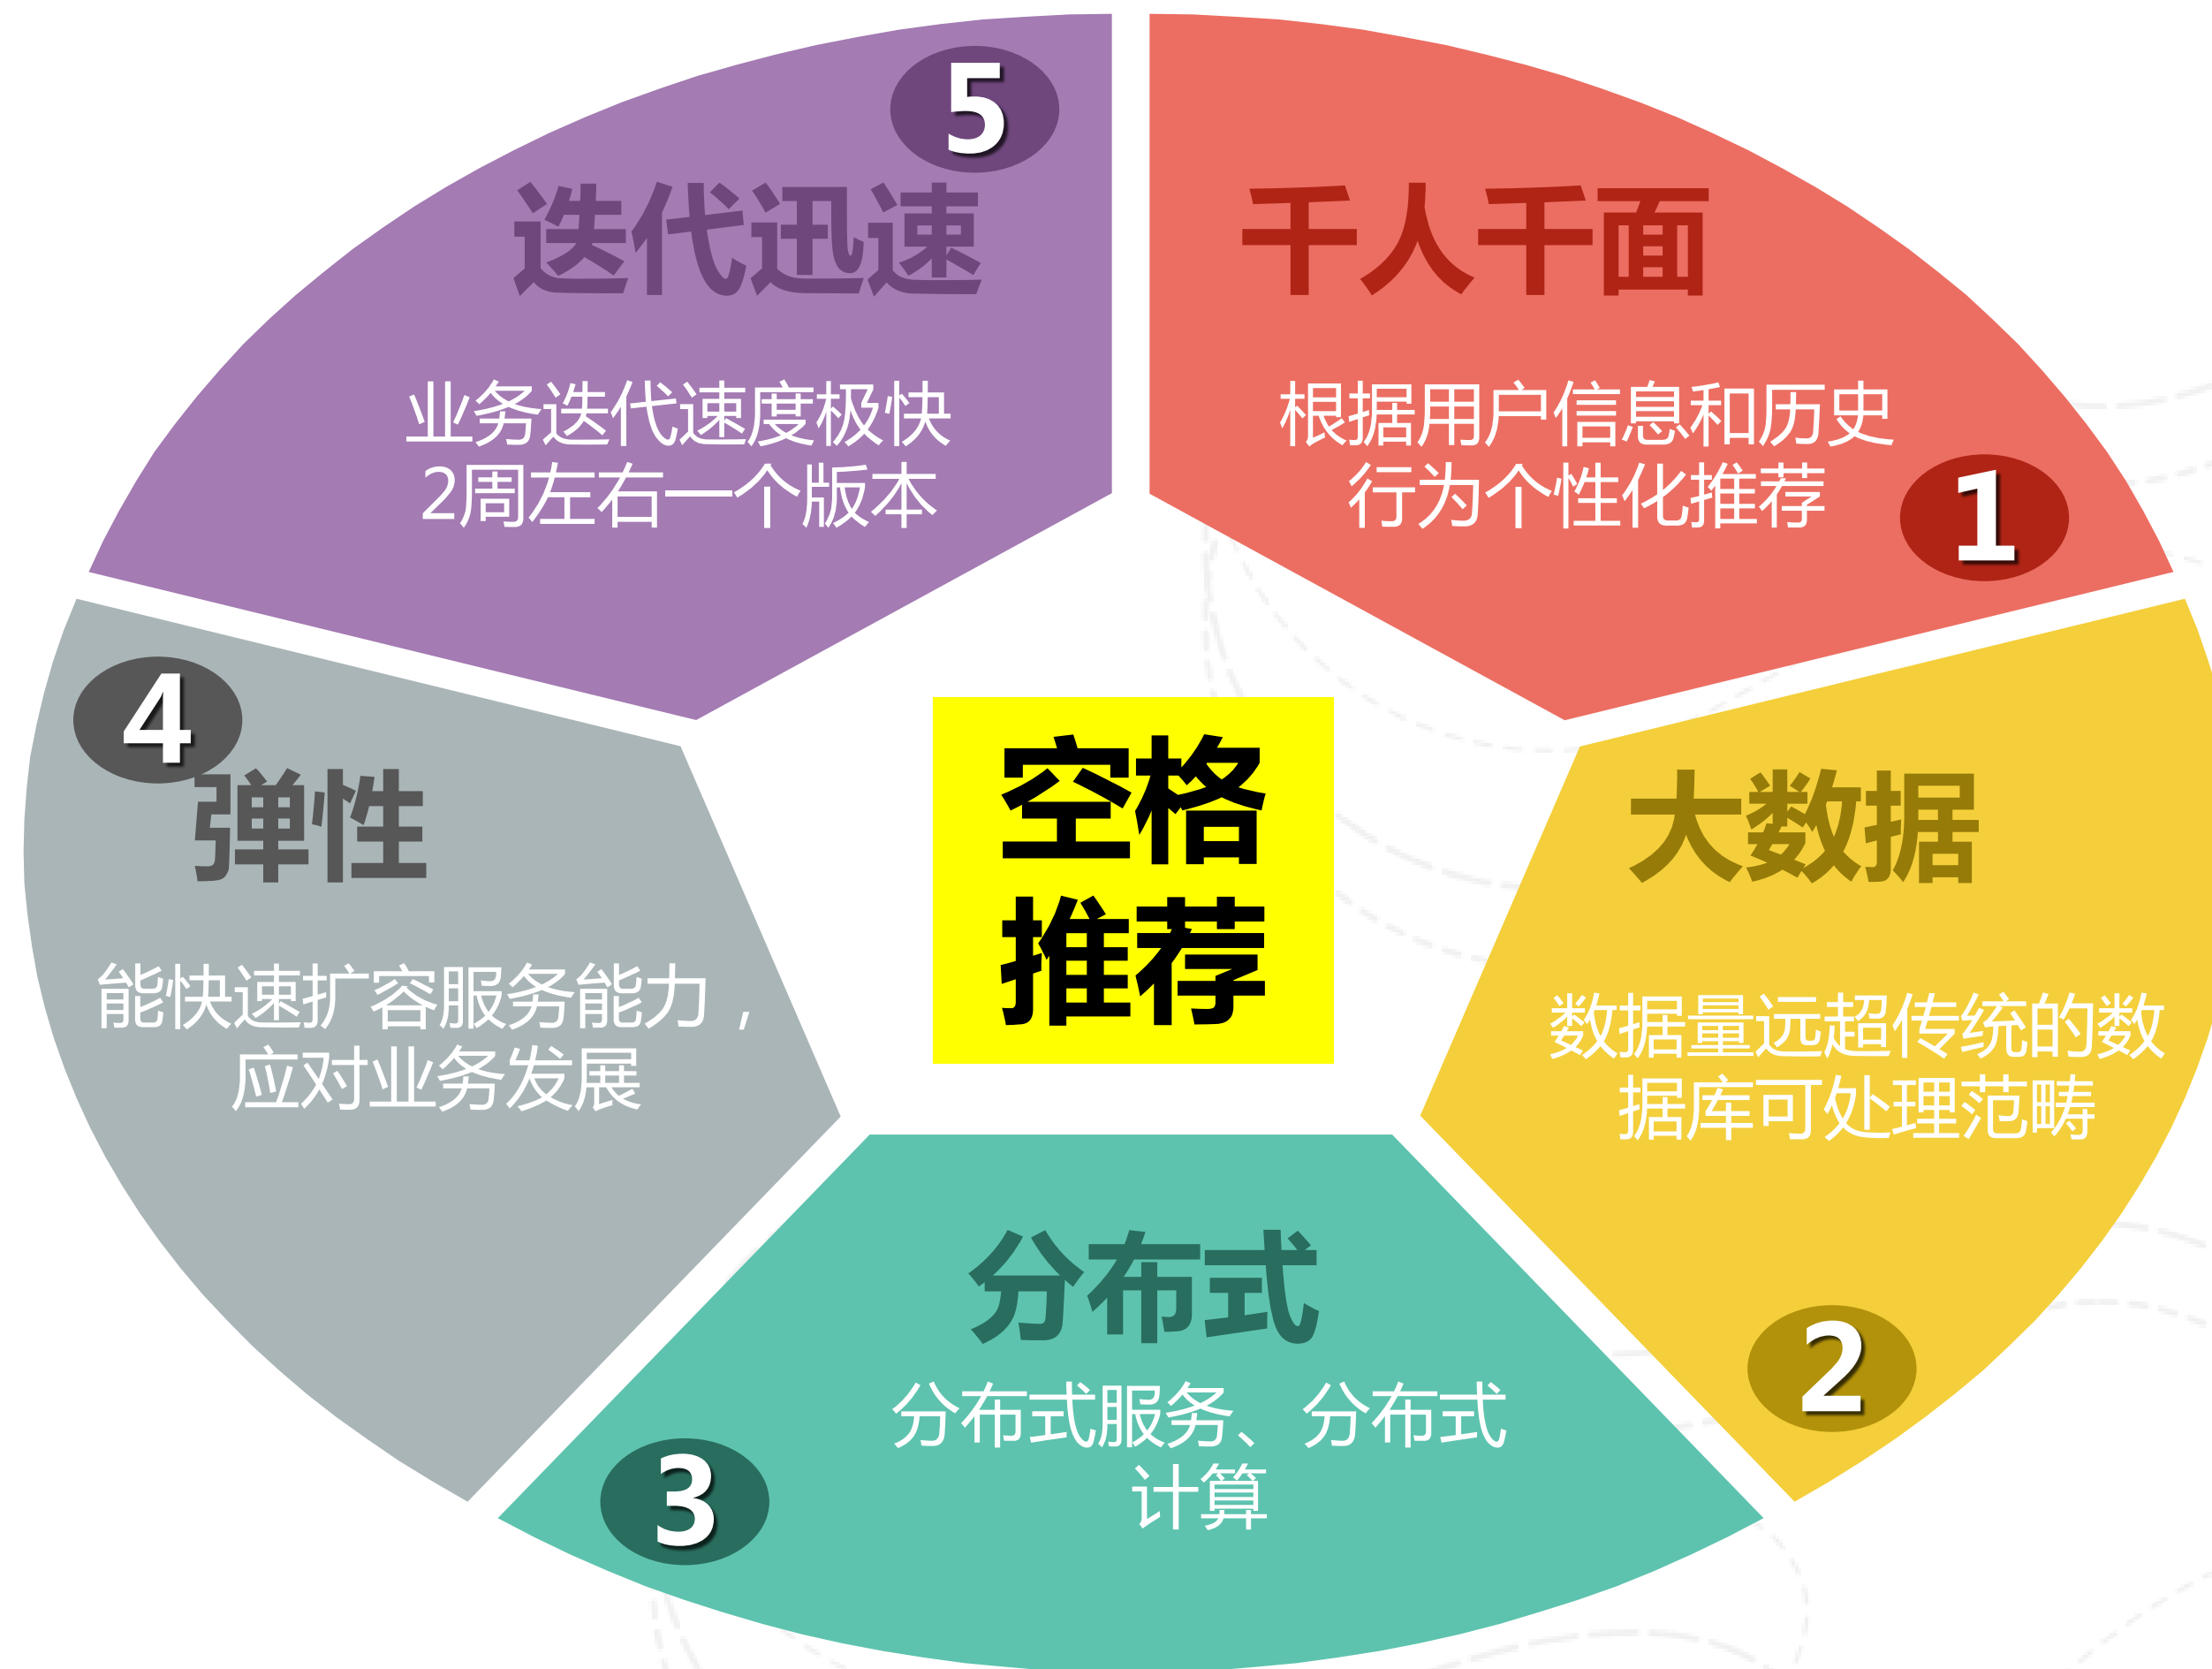 空格
推荐
1
千人千面
根据用户信息和历史
行为个性化推荐
2
大数据
数据量远超传统的数
据库可处理范畴
3
分布式
分布式服务、分布式
计算
4
弹性
能快速扩容服务能力，
应对业务发展
5
迭代迅速
业务迭代速度极快
2周左右一个版本